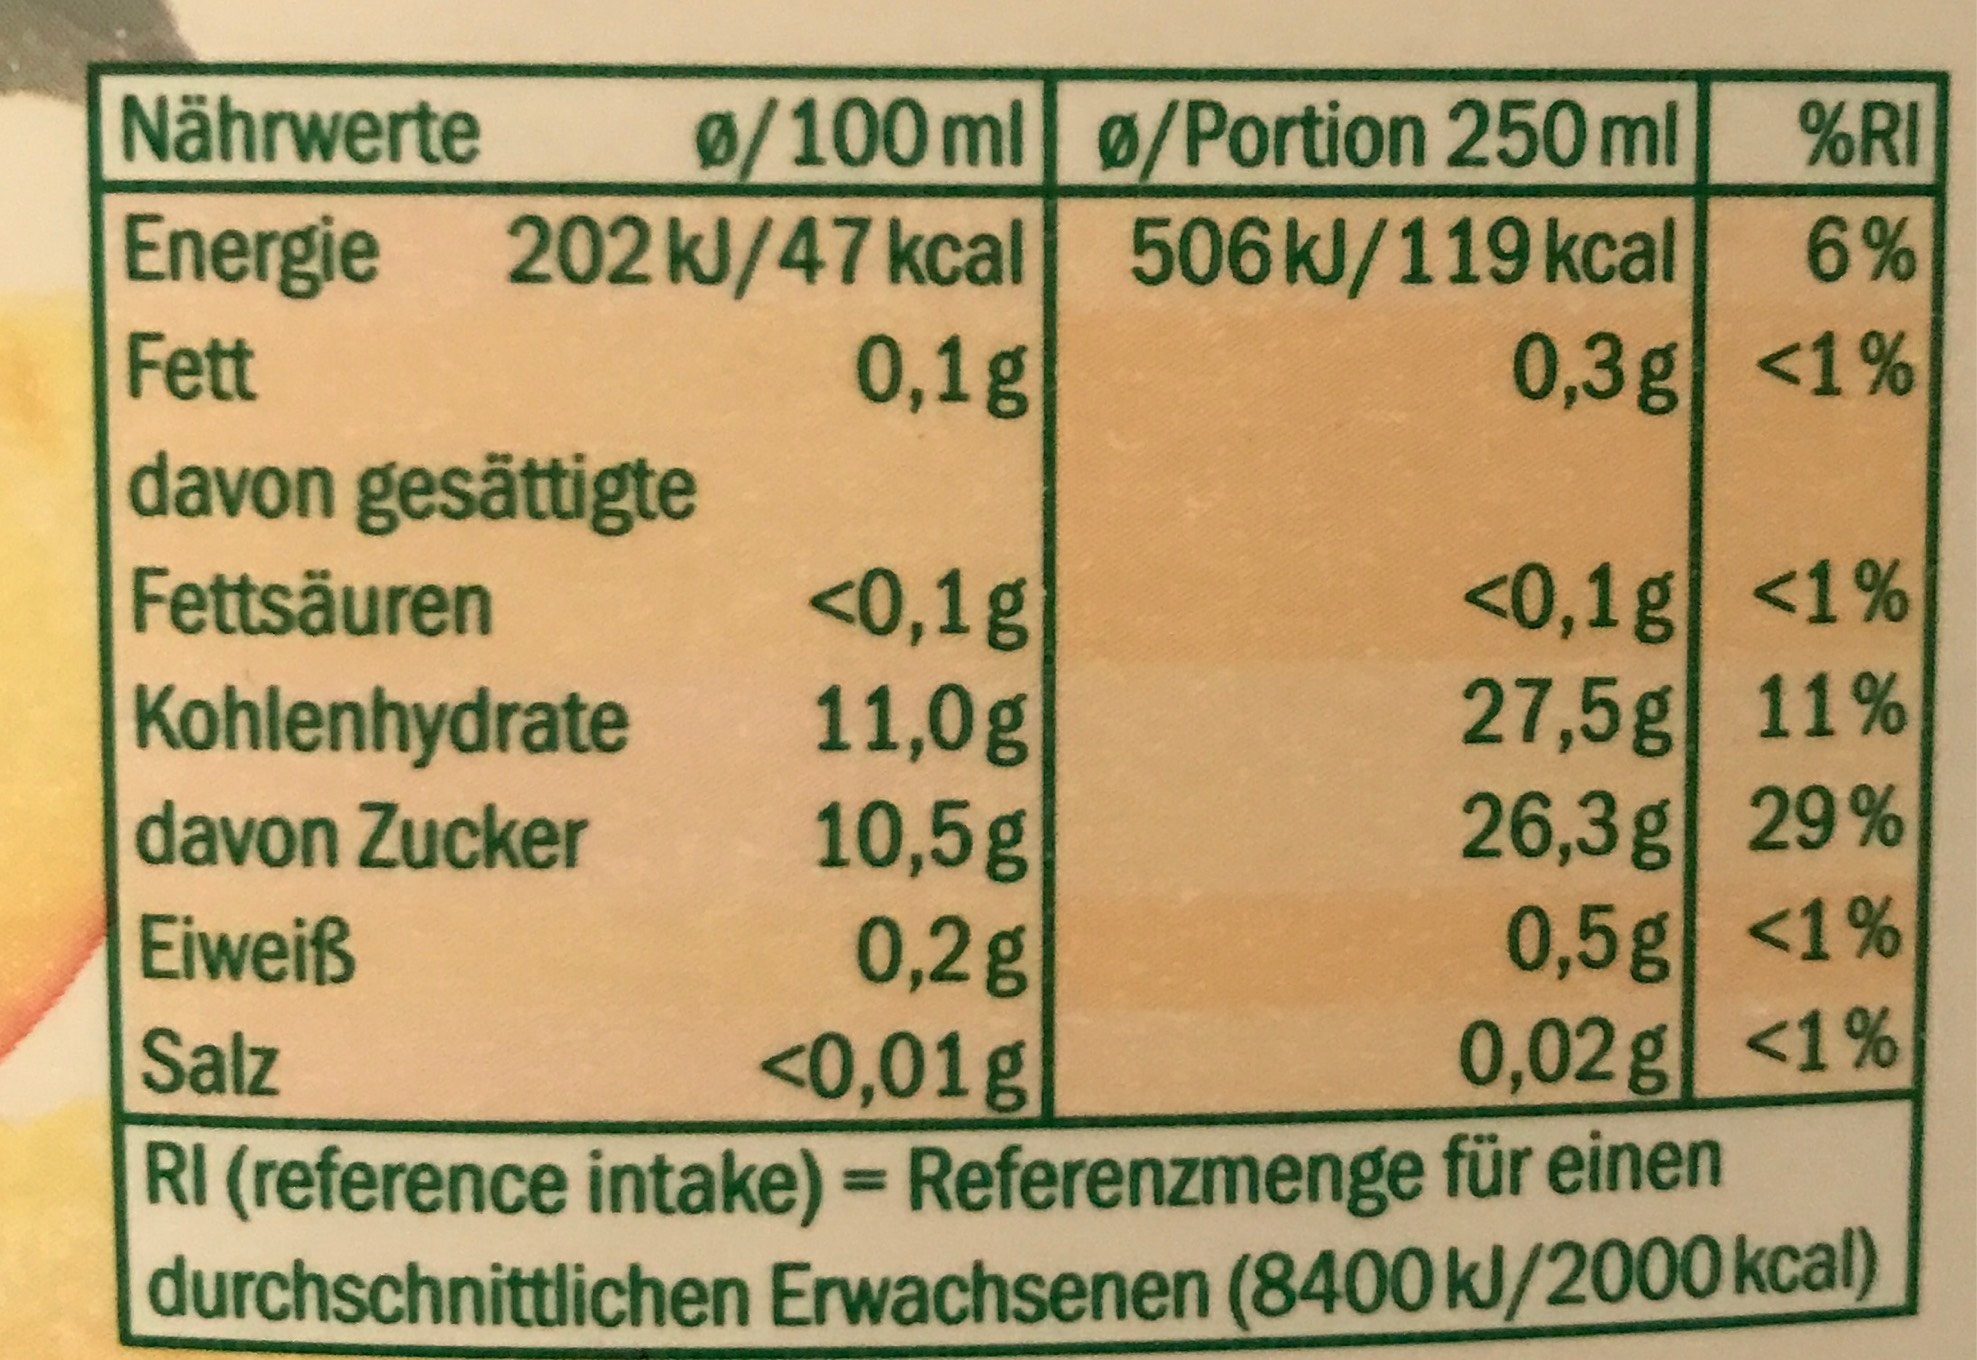 Nährwerte ø/100 ml ø/Portion 250 ml %RI
Energie 202 kJ/47 kcal 506 kJ/119 kcal 6%
Fett 0,1 g 0,3 g <1%
davon gesättigte
Fettsäuren <0,1 g <0,1 g <1%
Kohlenhydrate 11,0 g 27,5 g 11%
davon Zucker 10,5 g 26,3 g 29%
Eiweiß 0,2 g 0,5 g <1%
Salz <0,01 g 0,02 g <1%
RI (reference intake) = Referenzmenge für einen
durchschnittlichen Erwachsenen (8400 kJ/2000 kcal)